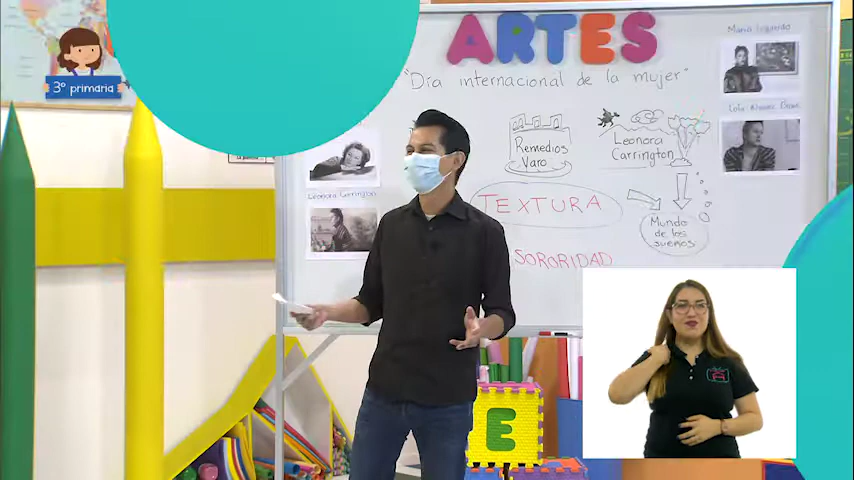 ARTES
"Día internacional de la mujer"
María Izquierdo
3° primaria
Remedios
Varo
Leonora
Carrington
Lola Álvarez Bravo
Leonora Carrington
TEXTURA
Mundo
de los
sueños
SORORIDAD
E